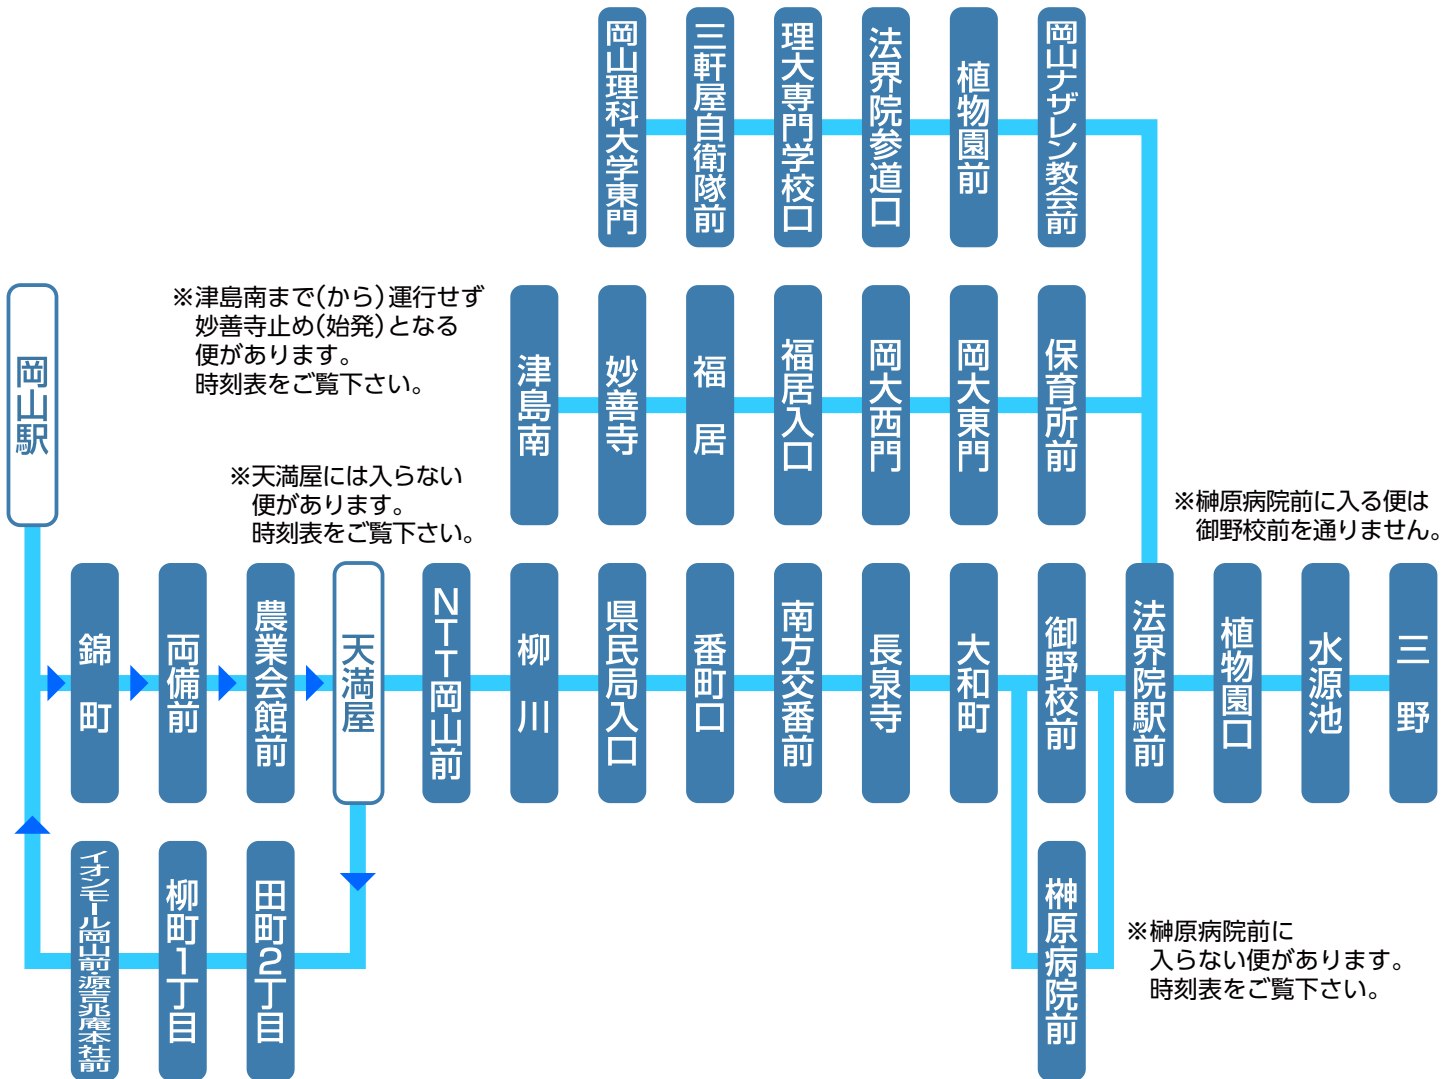 岡山理科大学東門
三軒屋自衛隊前
理大専門学校口
法界院参道口
植物園前
岡山ナザレン教会前
※津島南まで(から)運行せず
妙善寺止め(始発)となる
便があります。
時刻表をご覧下さい。
津島南
妙善寺
福居
福居入口
岡大西門
岡大東門
保育所前
岡山駅
※天満屋には入らない
便があります。
時刻表をご覧下さい。
※榊原病院前に入る便は
御野校前を通りません。
錦町
両備前
農業会館前
天満屋
NTT岡山前
柳川
県民局入口
番町口
南方交番前
長泉寺
大和町
御野校前
法界院駅前
植物園口
水源池
三野
イオンモール岡山前・源吉兆庵本社前
柳町1丁目
田町2丁目
榊原病院前
※榊原病院前に
入らない便があります。
時刻表をご覧下さい。